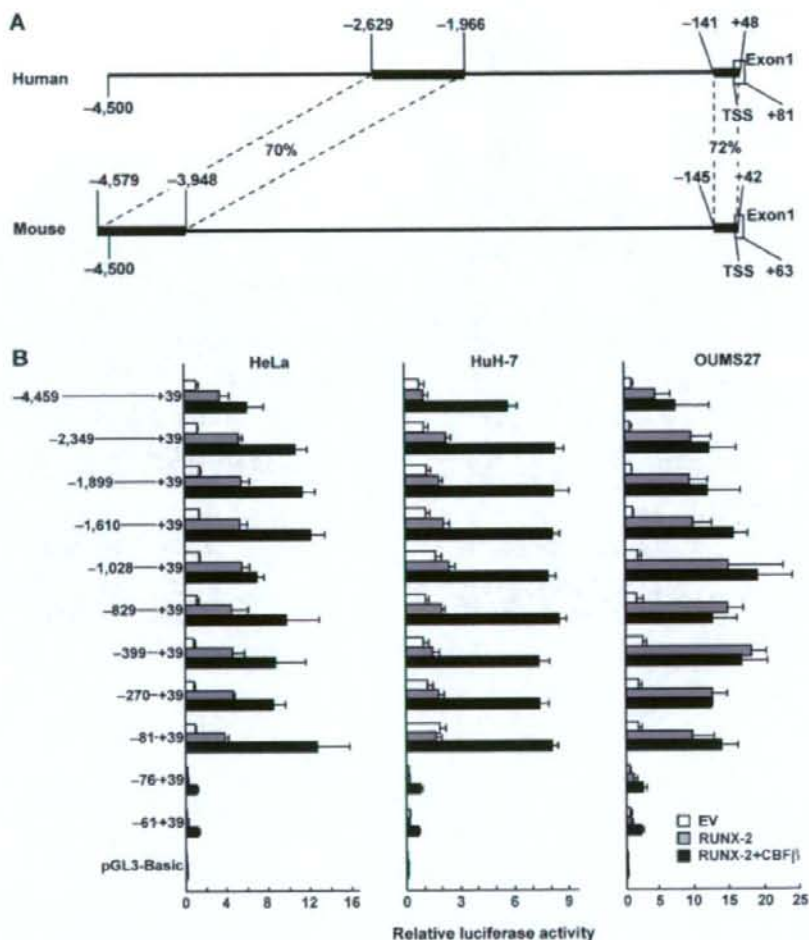 A
−2,629 −1,966 −141 +48
Human Exon1
−4,500 TSS +81
70% 72%
−4,579 −3,948 −145 +42
Mouse Exon1
−4,500 TSS +63
B
HeLa HuH-7 OUMS27
−4,459 +39
−2,349 +39
−1,899 +39
−1,610 +39
−1,028 +39
−829 +39
−399 +39
−270 +39
−81 +39
−76 +39
−61 +39
pGL3-Basic
EV
RUNX-2
RUNX-2+CBFβ
0 4 8 12 16 0 3 6 9 0 5 10 15 20 25
Relative luciferase activity